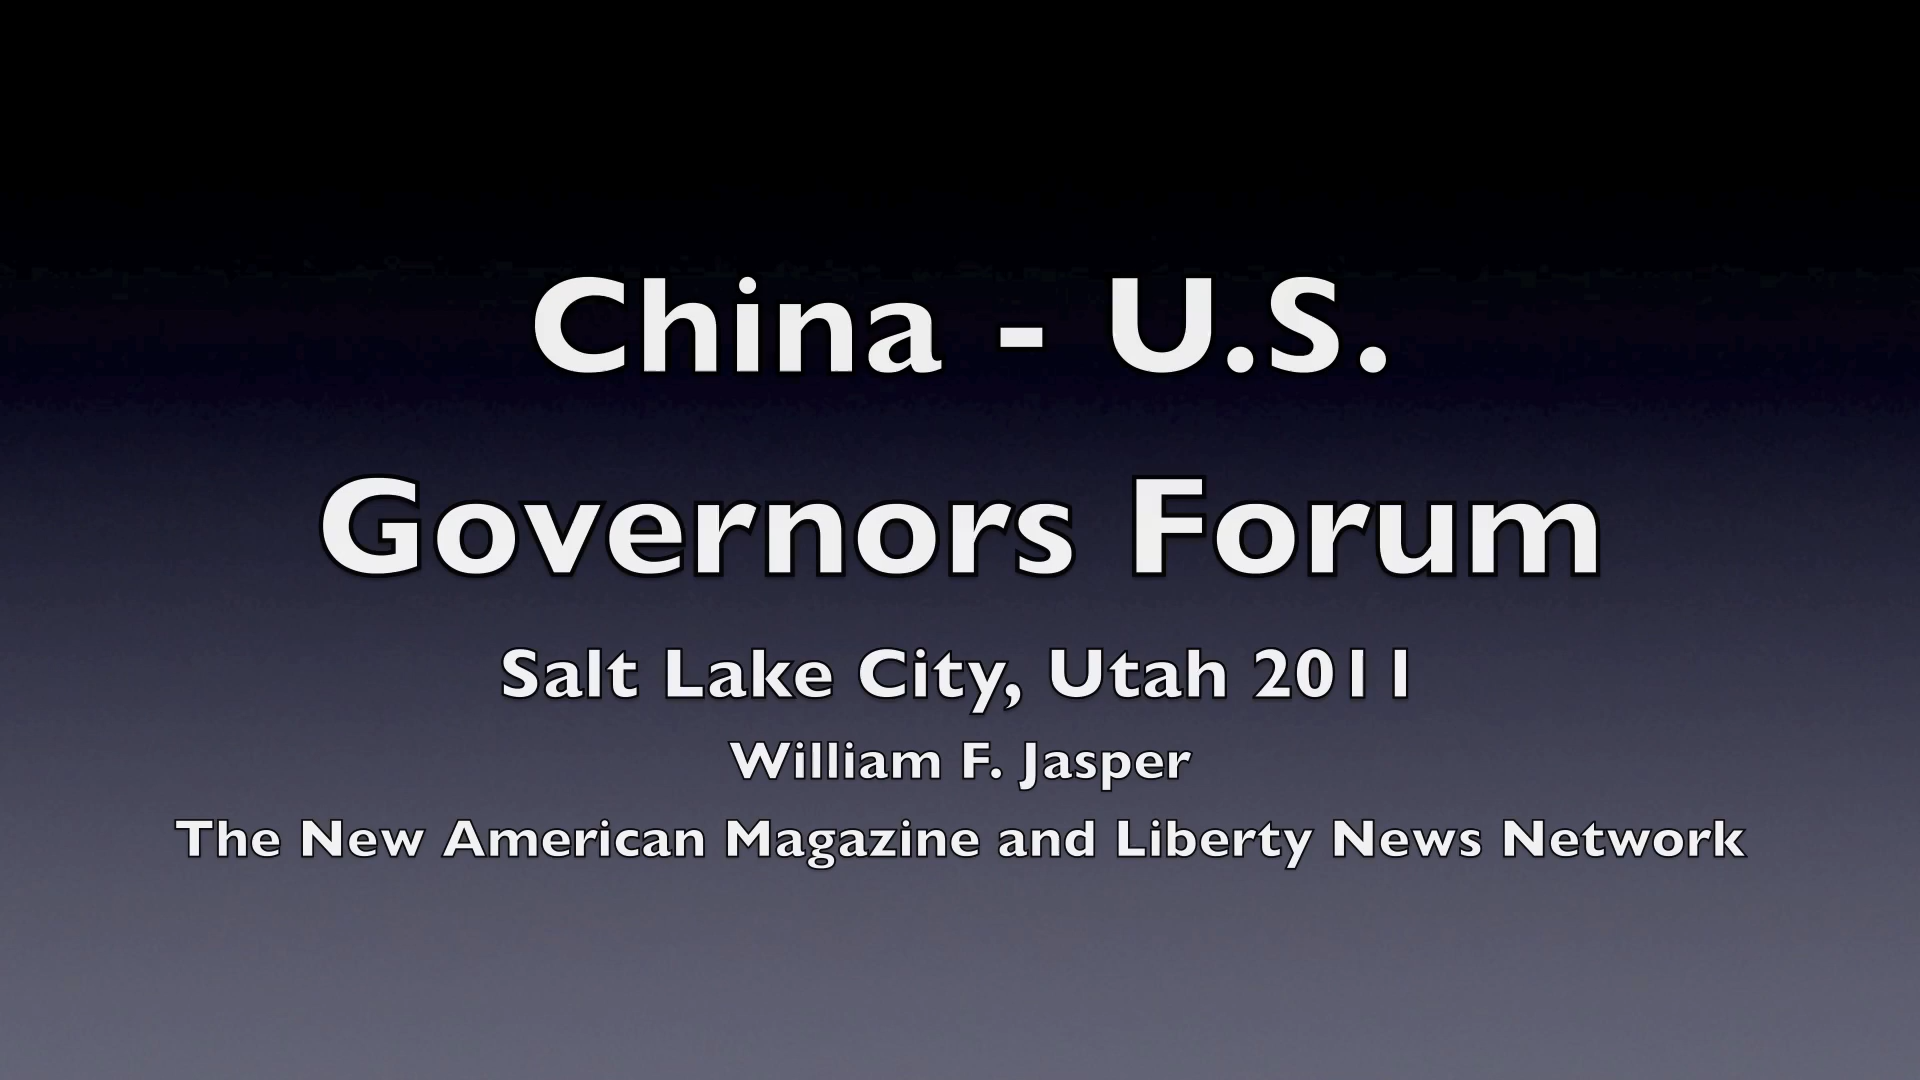 China - U.S.
Governors Forum
Salt Lake City, Utah 2011
William F. Jasper
The New American Magazine and Liberty News Network